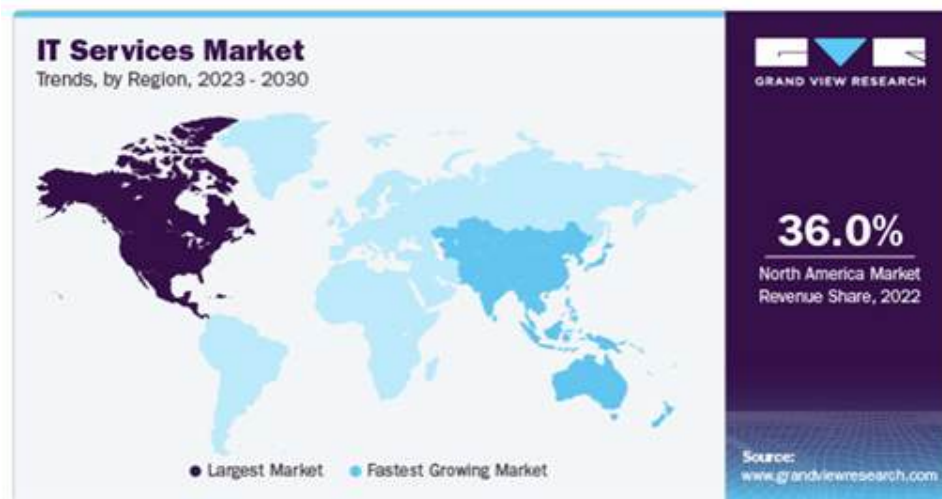 IT Services Market
Trends, by Region, 2023 - 2030
GRAND VIEW RESEARCH
36.0%
North America Market
Revenue Share, 2022
Largest Market
Fastest Growing Market
Source:
www.grandviewresearch.com